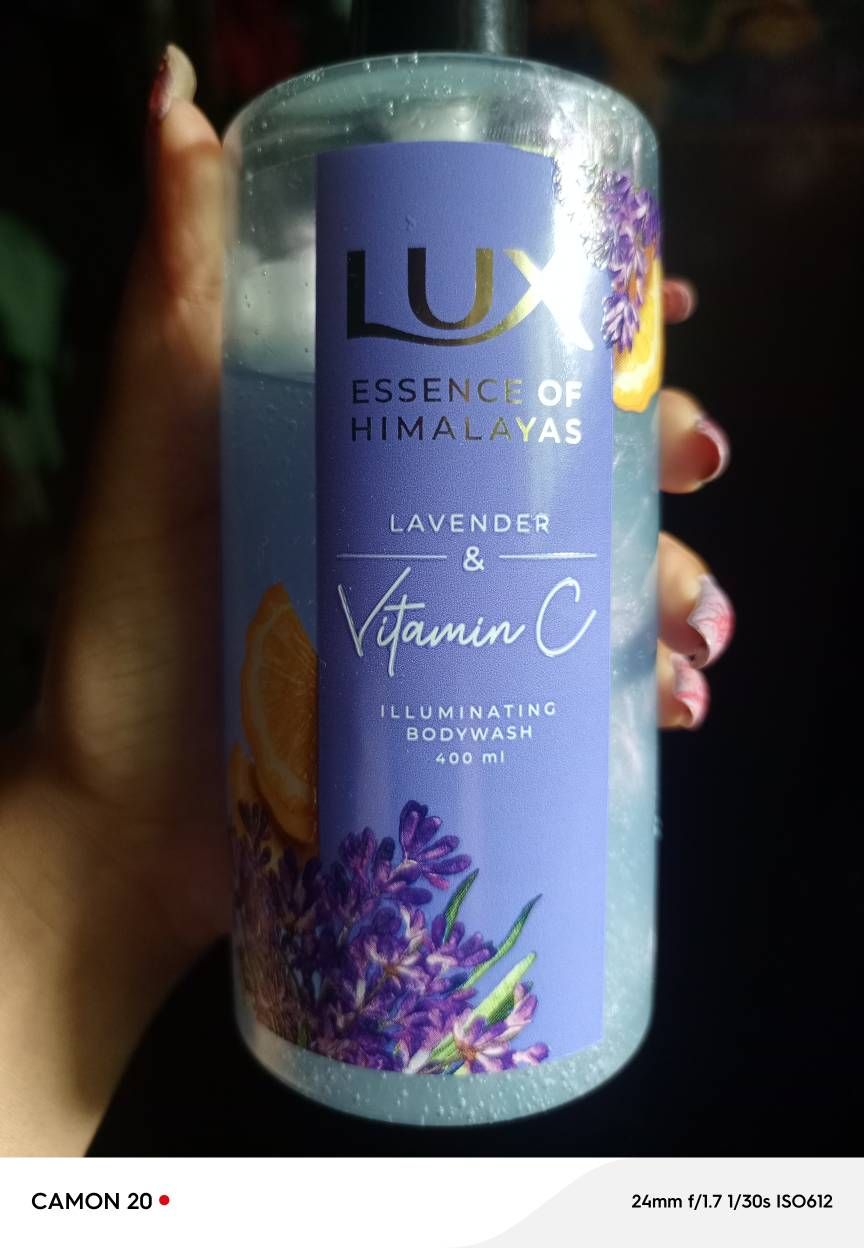 LUX
ESSENCE OF
HIMALAYAS
LAVENDER
&
Vitamin C
ILLUMINATING
BODYWASH
400 ml
CAMON 20
24mm f/1.7 1/30s ISO612